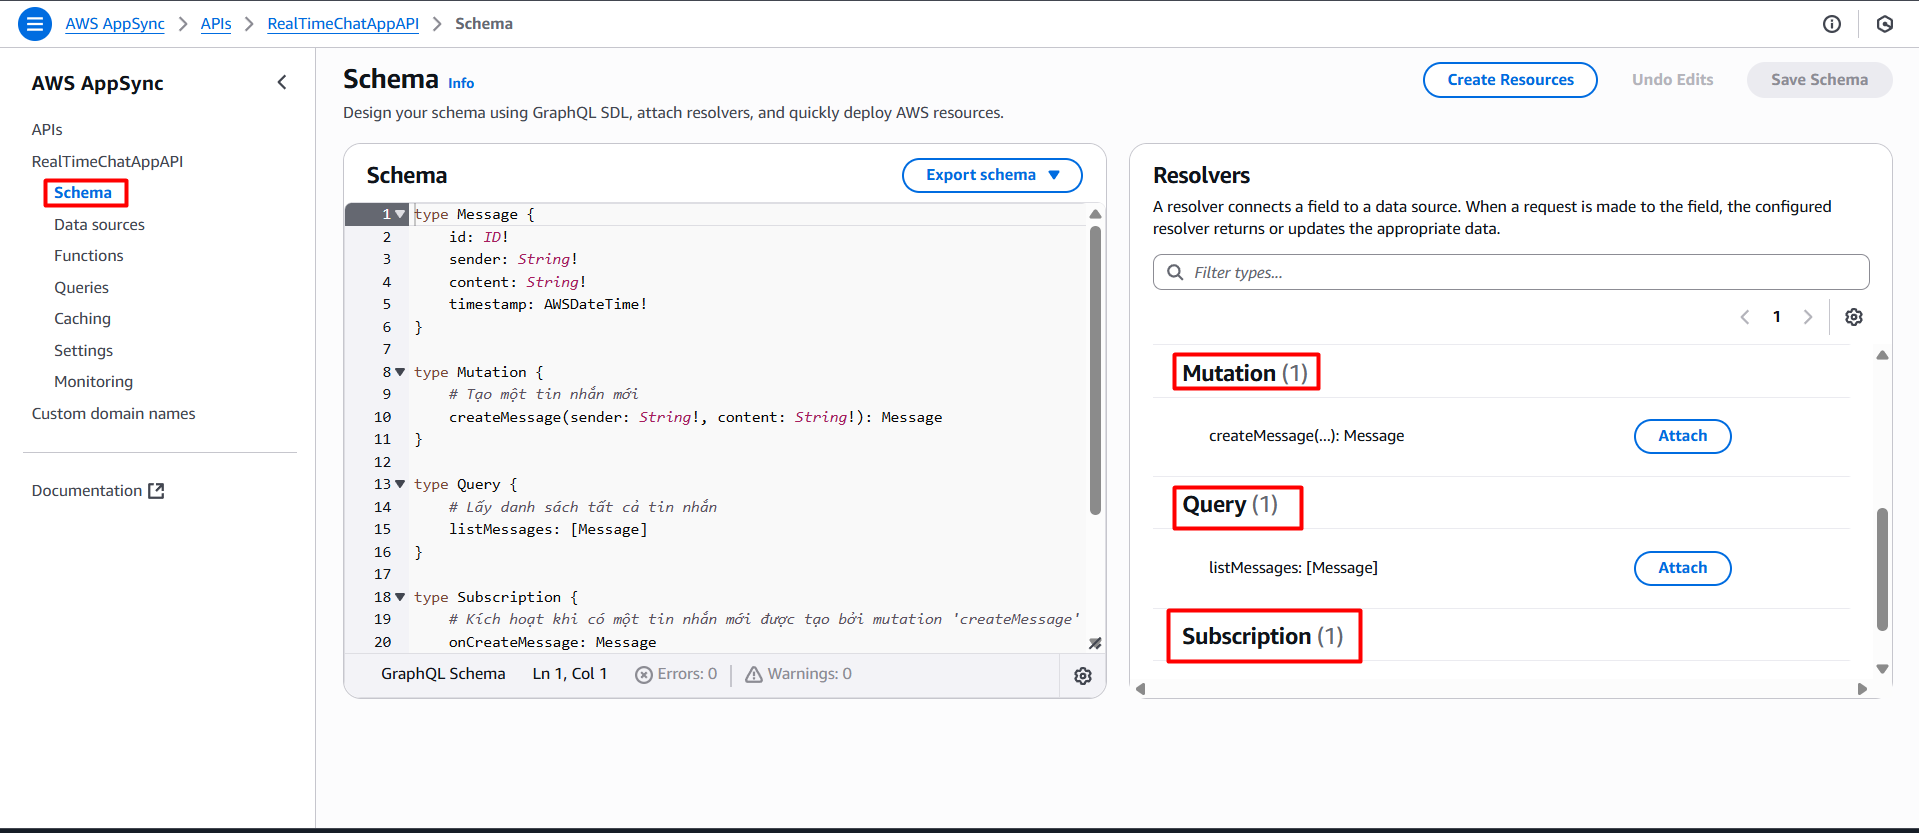 AWS AppSync > APIs > RealTimeChatAppAPI > Schema
AWS AppSync
APIs
RealTimeChatAppAPI
Schema
Data sources
Functions
Queries
Caching
Settings
Monitoring
Custom domain names
Documentation
Schema Info
Design your schema using GraphQL SDL, attach resolvers, and quickly deploy AWS resources.
Create Resources
Undo Edits
Save Schema
Schema
Export schema
1 type Message {
2 id: ID!
3 sender: String!
4 content: String!
5 timestamp: AWSDateTime!
6 }
7
8 type Mutation {
9 # Tạo một tin nhắn mới
10 createMessage(sender: String!, content: String!): Message
11 }
12
13 type Query {
14 # Lấy danh sách tất cả tin nhắn
15 listMessages: [Message]
16 }
17
18 type Subscription {
19 # Kích hoạt khi có một tin nhắn mới được tạo bởi mutation 'createMessage'
20 onCreateMessage: Message
GraphQL Schema Ln 1, Col 1 Errors: 0 Warnings: 0
Resolvers
A resolver connects a field to a data source. When a request is made to the field, the configured
resolver returns or updates the appropriate data.
Filter types...
1
Mutation (1)
createMessage(...): Message Attach
Query (1)
listMessages: [Message] Attach
Subscription (1)